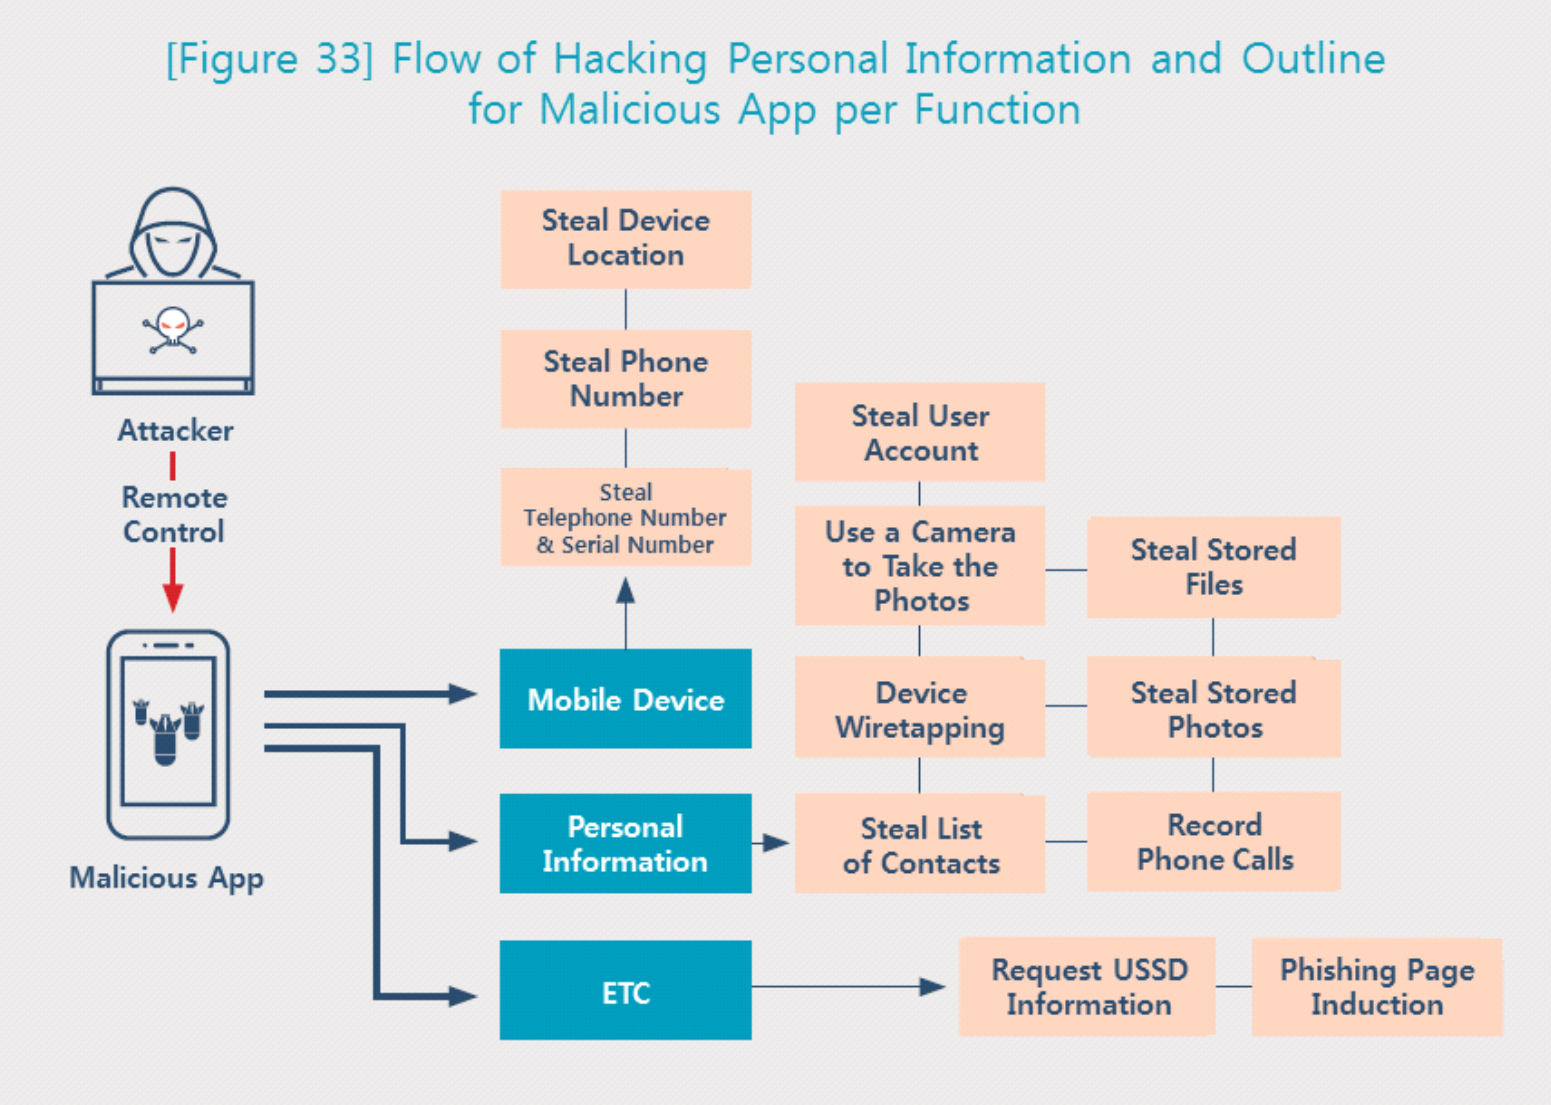 [Figure 33] Flow of Hacking Personal Information and Outline
for Malicious App per Function
Attacker
Remote
Control
Malicious App
Steal Device
Location
Steal Phone
Number
Steal
Telephone Number
& Serial Number
Mobile Device
Personal
Information
ETC
Steal User
Account
Use a Camera
to Take the
Photos
Device
Wiretapping
Steal List
of Contacts
Steal Stored
Files
Steal Stored
Photos
Record
Phone Calls
Request USSD
Information
Phishing Page
Induction